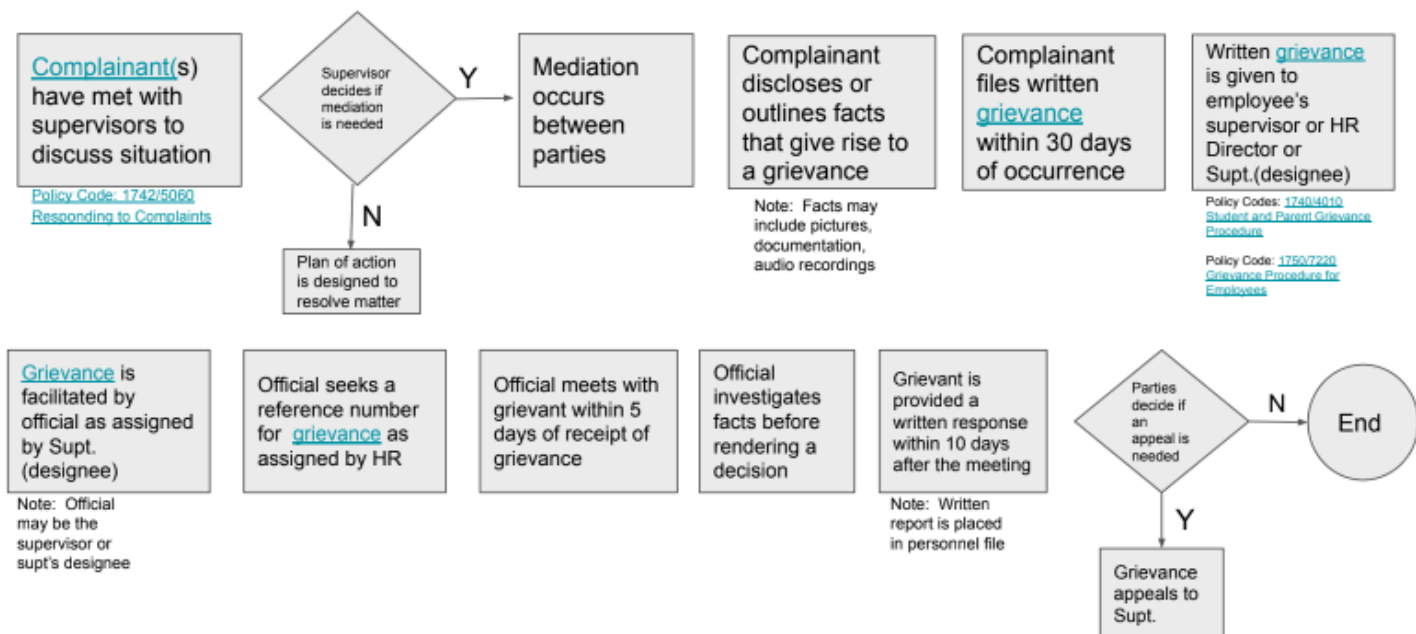 Complainant(s)
have met with
supervisors to
discuss situation
Policy Code: 1742/5060
Responding to Complaints
Supervisor
decides if
mediation
is needed
Y
N
Plan of action
is designed to
resolve matter
Mediation
occurs
between
parties
Complainant
discloses or
outlines facts
that give rise to
a grievance
Note: Facts may
include pictures,
documentation,
audio recordings
Complainant
files written
grievance
within 30 days
of occurrence
Written grievance
is given to
employee's
supervisor or HR
Director or
Supt.(designee)
Policy Codes: 1740/4010
Student and Parent Grievance
Procedure
Policy Code: 1750/7220
Grievance Procedure for
Employees
Grievance is
facilitated by
official as assigned
by Supt.
(designee)
Note: Official
may be the
supervisor or
supt's designee
Official seeks a
reference number
for grievance as
assigned by HR
Official meets with
grievant within 5
days of receipt of
grievance
Official
investigates
facts before
rendering a
decision
Grievant is
provided a
written response
within 10 days
after the meeting
Note: Written
report is placed
in personnel file
Parties
decide if
an
appeal is
needed
N
End
Y
Grievance
appeals to
Supt.